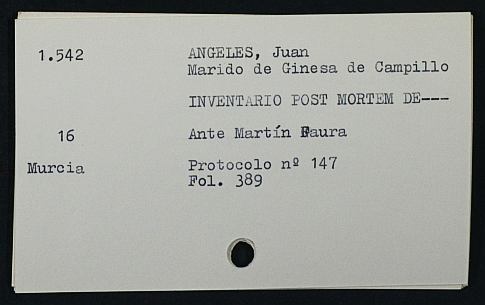 1.542 ANGELES, Juan
Marido de Ginesa de Campillo
INVENTARIO POST MORTEM DE---
16 Ante Martín Faura
Murcia Protocolo nº 147
Fol. 389